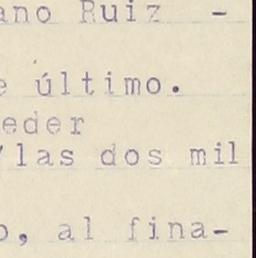 ano Ruiz -
e último.
eder
/las dos mil
o, al fina-